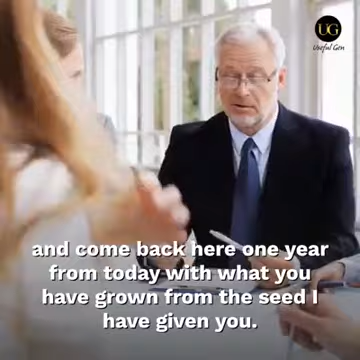 UG
Useful Gen
and come back here one year
from today with what you
have grown from the seed I
have given you.